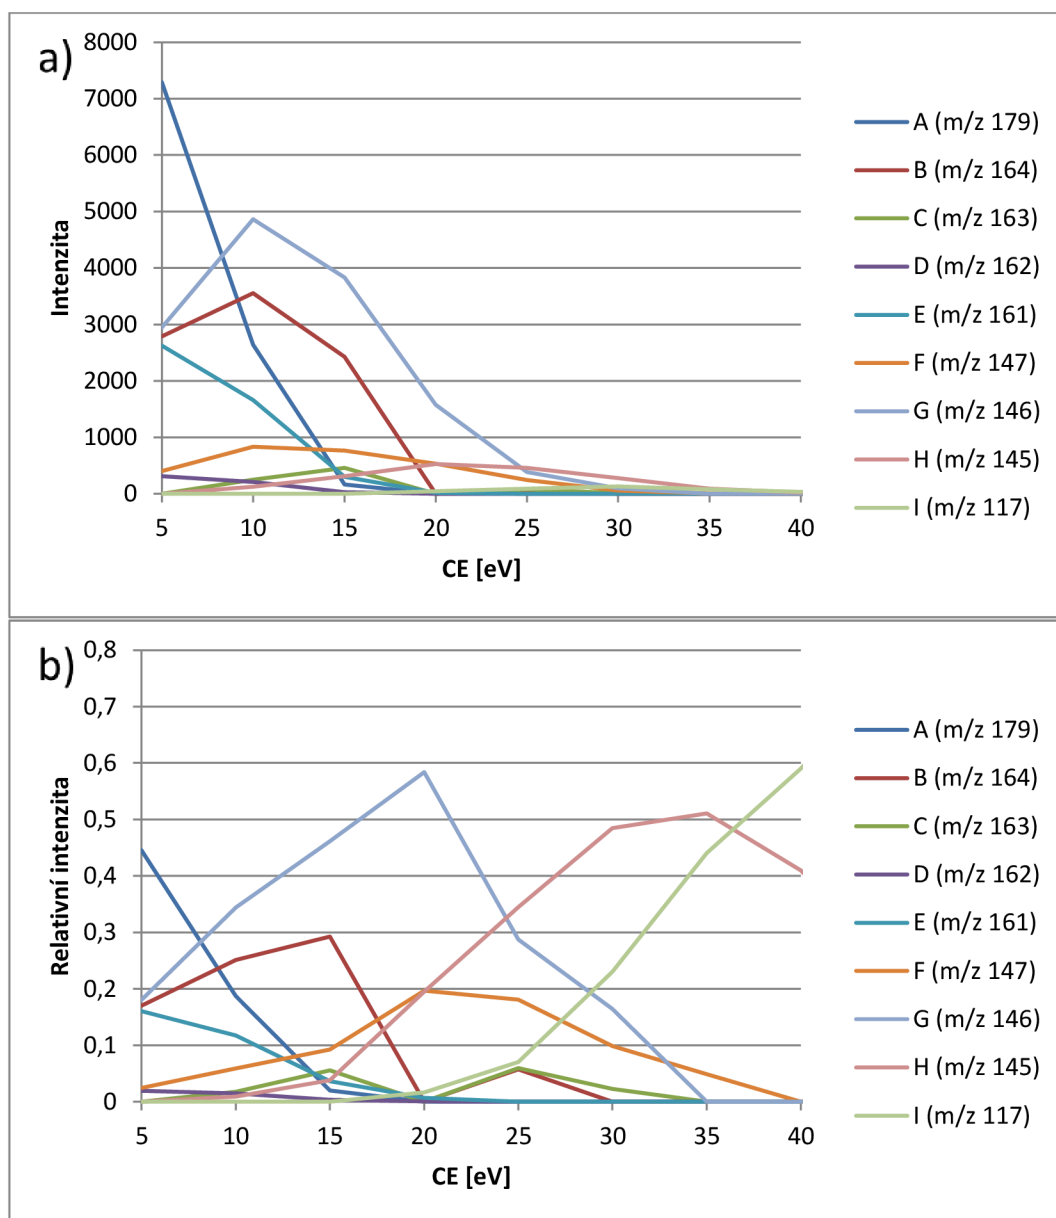 a)
8000
7000
6000
5000
4000
3000
2000
1000
0
Intenzita
5 10 15 20 25 30 35 40
CE [eV]
A (m/z 179)
B (m/z 164)
C (m/z 163)
D (m/z 162)
E (m/z 161)
F (m/z 147)
G (m/z 146)
H (m/z 145)
I (m/z 117)
b)
0,8
0,7
0,6
0,5
0,4
0,3
0,2
0,1
0
Relativní intenzita
5 10 15 20 25 30 35 40
CE [eV]
A (m/z 179)
B (m/z 164)
C (m/z 163)
D (m/z 162)
E (m/z 161)
F (m/z 147)
G (m/z 146)
H (m/z 145)
I (m/z 117)